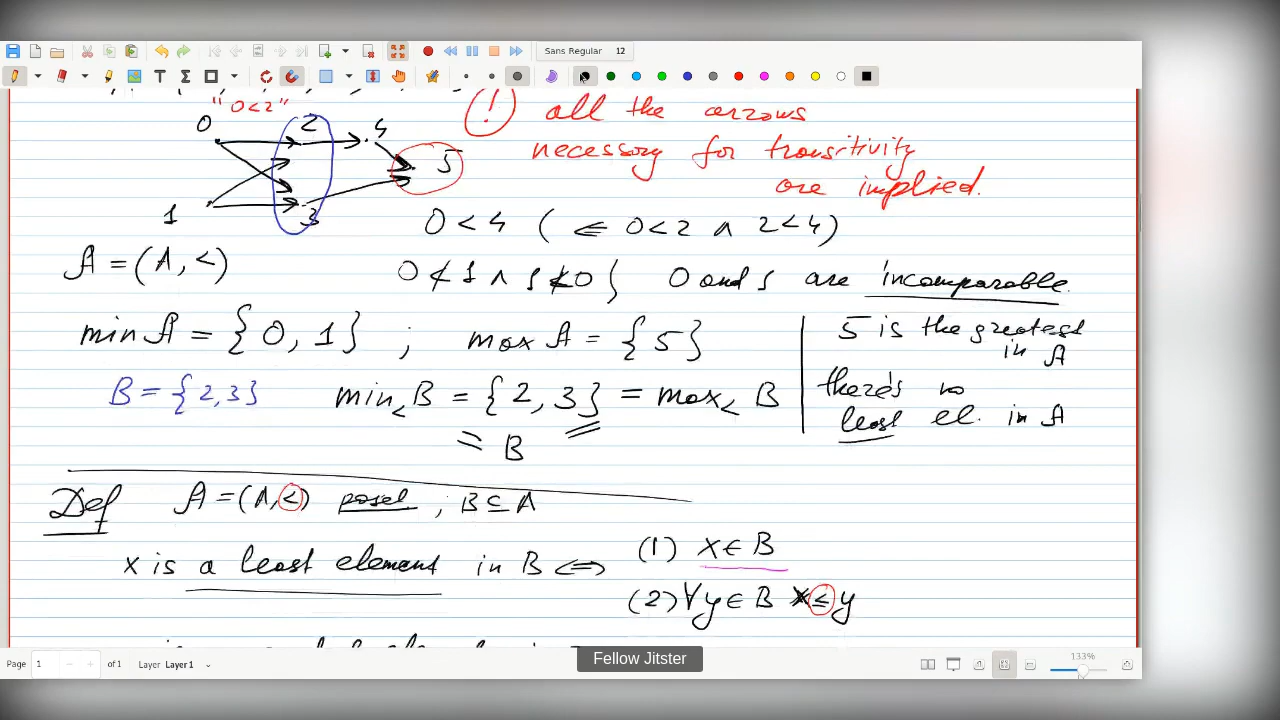 Sans Regular 12
"0<2"
0 2 4
! all the arrows
necessary for transitivity
are implied.
5
1 3
0 < 4 ( ⇐ 0<2 ∧ 2<4)
A = (A, <)
0 ≮ 1 ∧ 1 ≮ 0 } 0 and 1 are incomparable.
min A = {0, 1} ; max A = {5}
5 is the greatest
in A
B = {2,3} min< B = {2, 3} = max< B
= B
there's no
least el. in A
Def A = (A, <) poset ; B ⊆ A
x is a least element in B ⟺ (1) x ∈ B
(2) ∀y ∈ B x ≤ y
Fellow Jitster
Page 1 of 1 Layer Layer 1 133%